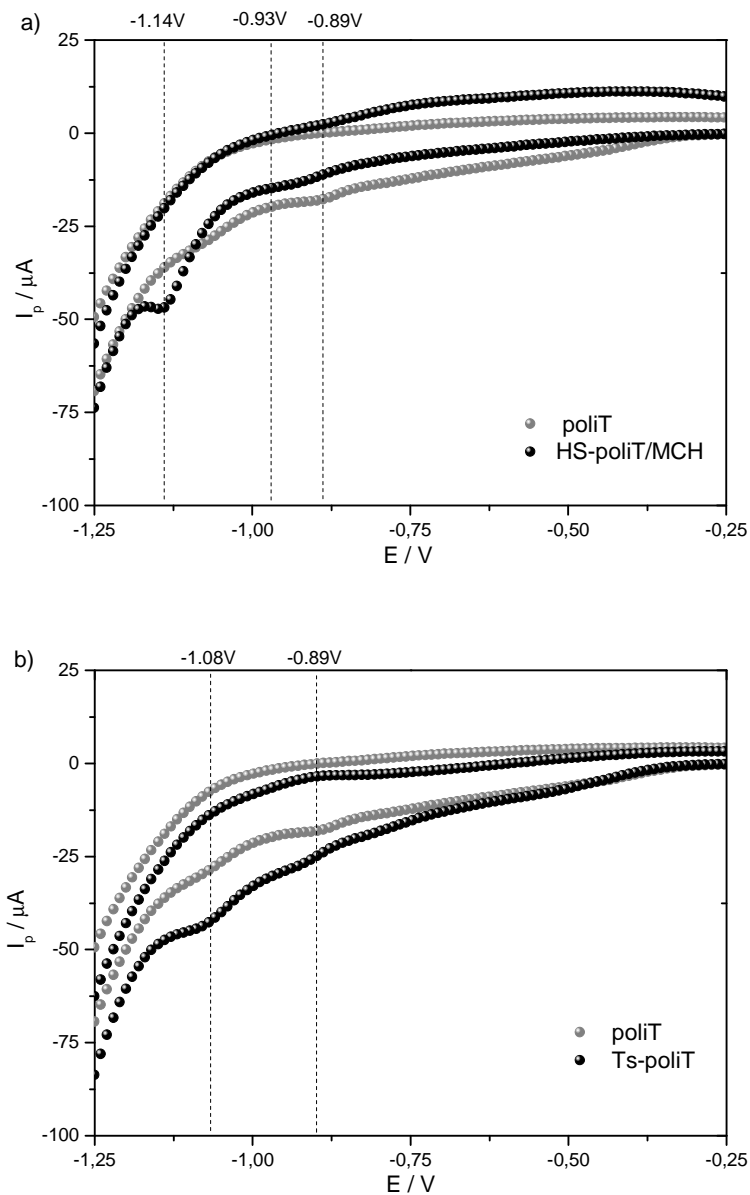 a)
-1.14V -0.93V -0.89V
25
0
-25
-50
-75
-100
I_p / μA
poliT
HS-poliT/MCH
-1,25 -1,00 -0,75 -0,50 -0,25
E / V
b)
-1.08V -0.89V
25
0
-25
-50
-75
-100
I_p / μA
poliT
Ts-poliT
-1,25 -1,00 -0,75 -0,50 -0,25
E / V